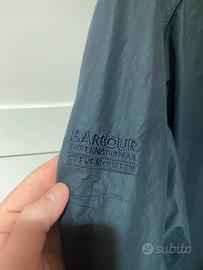 BARBOUR
INTERNATIONAL
STEVE MCQUEEN
subito